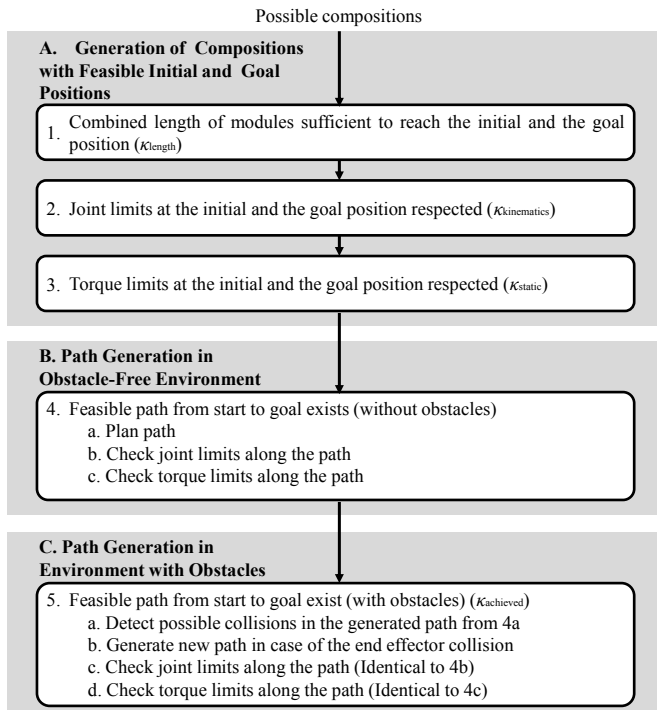 Possible compositions
A. Generation of Compositions
with Feasible Initial and Goal
Positions
1. Combined length of modules sufficient to reach the initial and the goal
position (κlength)
2. Joint limits at the initial and the goal position respected (κkinematics)
3. Torque limits at the initial and the goal position respected (κstatic)
B. Path Generation in
Obstacle-Free Environment
4. Feasible path from start to goal exists (without obstacles)
a. Plan path
b. Check joint limits along the path
c. Check torque limits along the path
C. Path Generation in
Environment with Obstacles
5. Feasible path from start to goal exist (with obstacles) (κachieved)
a. Detect possible collisions in the generated path from 4a
b. Generate new path in case of the end effector collision
c. Check joint limits along the path (Identical to 4b)
d. Check torque limits along the path (Identical to 4c)